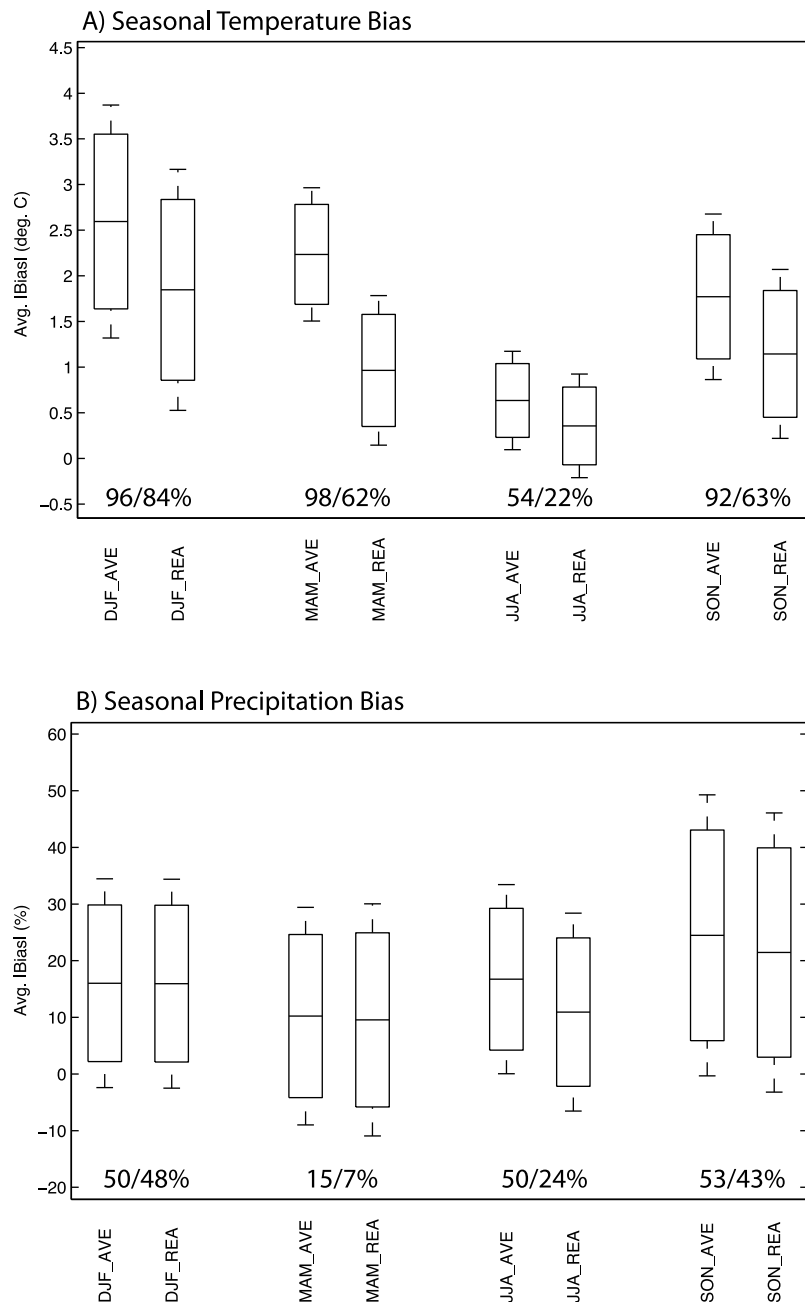 A) Seasonal Temperature Bias
4.5
4
3.5
3
2.5
2
1.5
1
0.5
0
−0.5
Avg. |Bias| (deg. C)
96/84%
98/62%
54/22%
92/63%
DJF_AVE
DJF_REA
MAM_AVE
MAM_REA
JJA_AVE
JJA_REA
SON_AVE
SON_REA
B) Seasonal Precipitation Bias
60
50
40
30
20
10
0
−10
−20
Avg. |Bias| (%)
50/48%
15/7%
50/24%
53/43%
DJF_AVE
DJF_REA
MAM_AVE
MAM_REA
JJA_AVE
JJA_REA
SON_AVE
SON_REA